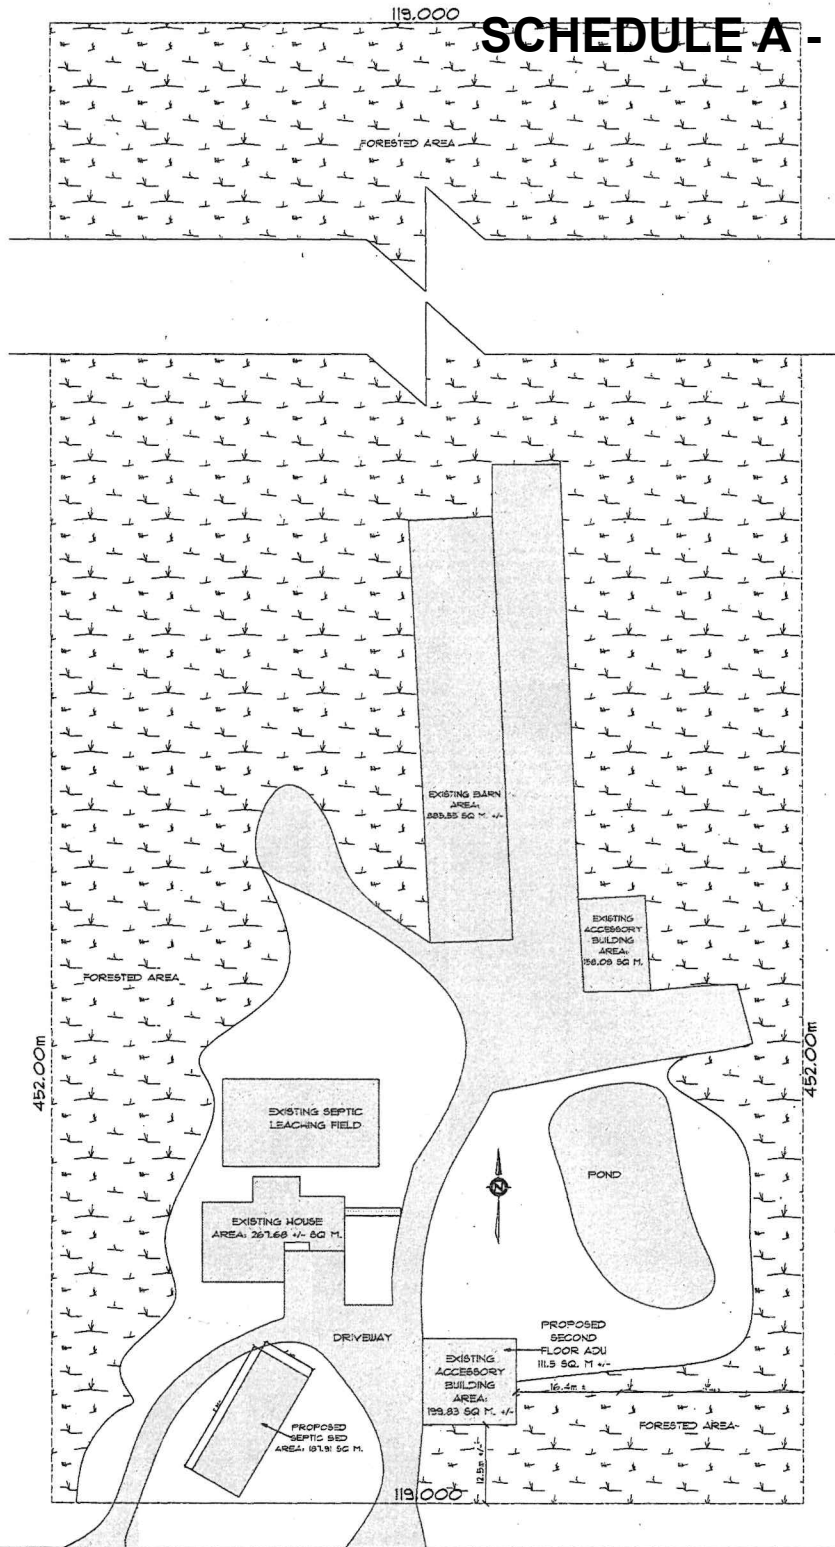 119.000
SCHEDULE A -
FORESTED AREA
EXISTING BARN
AREA:
SQ M. +/-
EXISTING
ACCESSORY
BUILDING
AREA:
SQ M.
FORESTED AREA
452.00m
452.00m
EXISTING SEPTIC
LEACHING FIELD
POND
N
EXISTING HOUSE
AREA: 267.68 +/- SQ M.
PROPOSED
SECOND
FLOOR ADU
111.5 SQ. M +/-
DRIVEWAY
EXISTING
ACCESSORY
BUILDING
AREA:
199.83 SQ M. +/-
16.4m ±
FORESTED AREA
PROPOSED
SEPTIC BED
AREA: 187.91 SQ M.
12.5m +/-
119.000